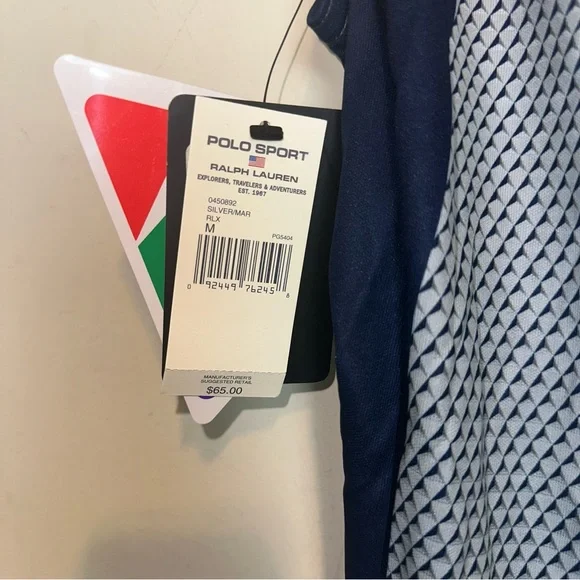 POLO SPORT
RALPH LAUREN
EXPLORERS, TRAVELERS & ADVENTURERS
EST. 1967
0450892
SILVER/MAR
RLX
M
PG5404
0 92449 76245 8
MANUFACTURER'S
SUGGESTED RETAIL
$65.00